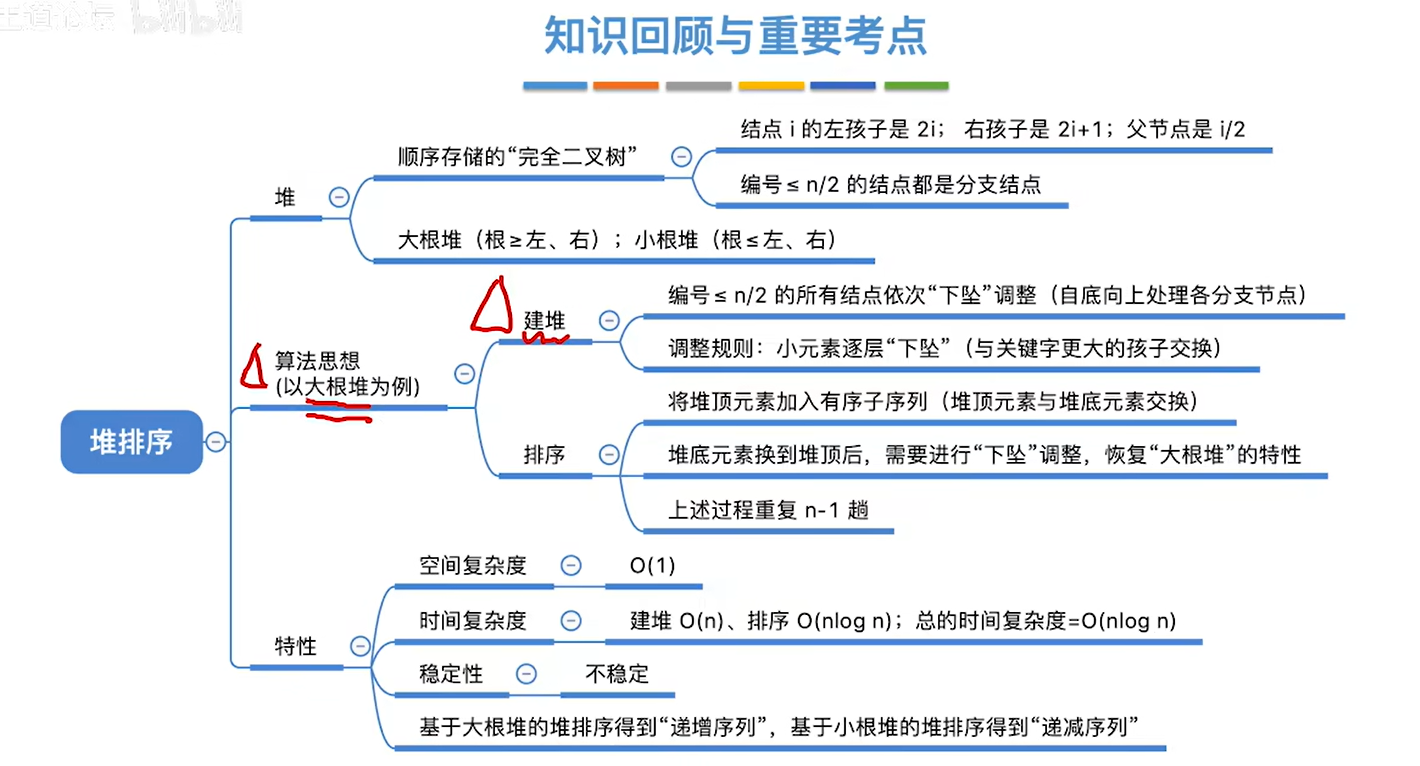 王道论坛 bilibili
知识回顾与重要考点
堆排序
堆
顺序存储的“完全二叉树”
结点 i 的左孩子是 2i； 右孩子是 2i+1；父节点是 i/2
编号≤ n/2 的结点都是分支结点
大根堆（根≥左、右）；小根堆（根≤左、右）
算法思想
(以大根堆为例)
建堆
编号≤ n/2 的所有结点依次“下坠”调整（自底向上处理各分支节点）
调整规则：小元素逐层“下坠”（与关键字更大的孩子交换）
排序
将堆顶元素加入有序子序列（堆顶元素与堆底元素交换）
堆底元素换到堆顶后，需要进行“下坠”调整，恢复“大根堆”的特性
上述过程重复 n-1 趟
特性
空间复杂度
O(1)
时间复杂度
建堆 O(n)、排序 O(nlog n)；总的时间复杂度=O(nlog n)
稳定性
不稳定
基于大根堆的堆排序得到“递增序列”，基于小根堆的堆排序得到“递减序列”